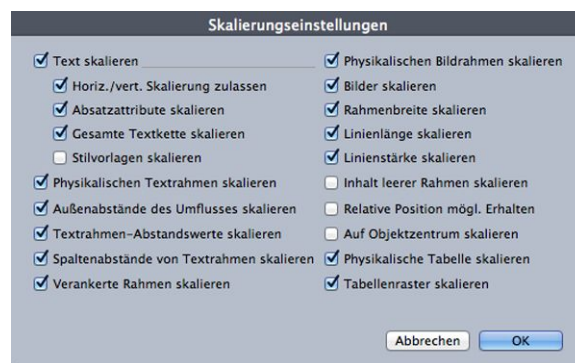 Skalierungseinstellungen
Text skalieren
Horiz./vert. Skalierung zulassen
Absatzattribute skalieren
Gesamte Textkette skalieren
Stilvorlagen skalieren
Physikalischen Textrahmen skalieren
Außenabstände des Umflusses skalieren
Textrahmen-Abstandswerte skalieren
Spaltenabstände von Textrahmen skalieren
Verankerte Rahmen skalieren
Physikalischen Bildrahmen skalieren
Bilder skalieren
Rahmenbreite skalieren
Linienlänge skalieren
Linienstärke skalieren
Inhalt leerer Rahmen skalieren
Relative Position mögl. Erhalten
Auf Objektzentrum skalieren
Physikalische Tabelle skalieren
Tabellenraster skalieren
Abbrechen
OK